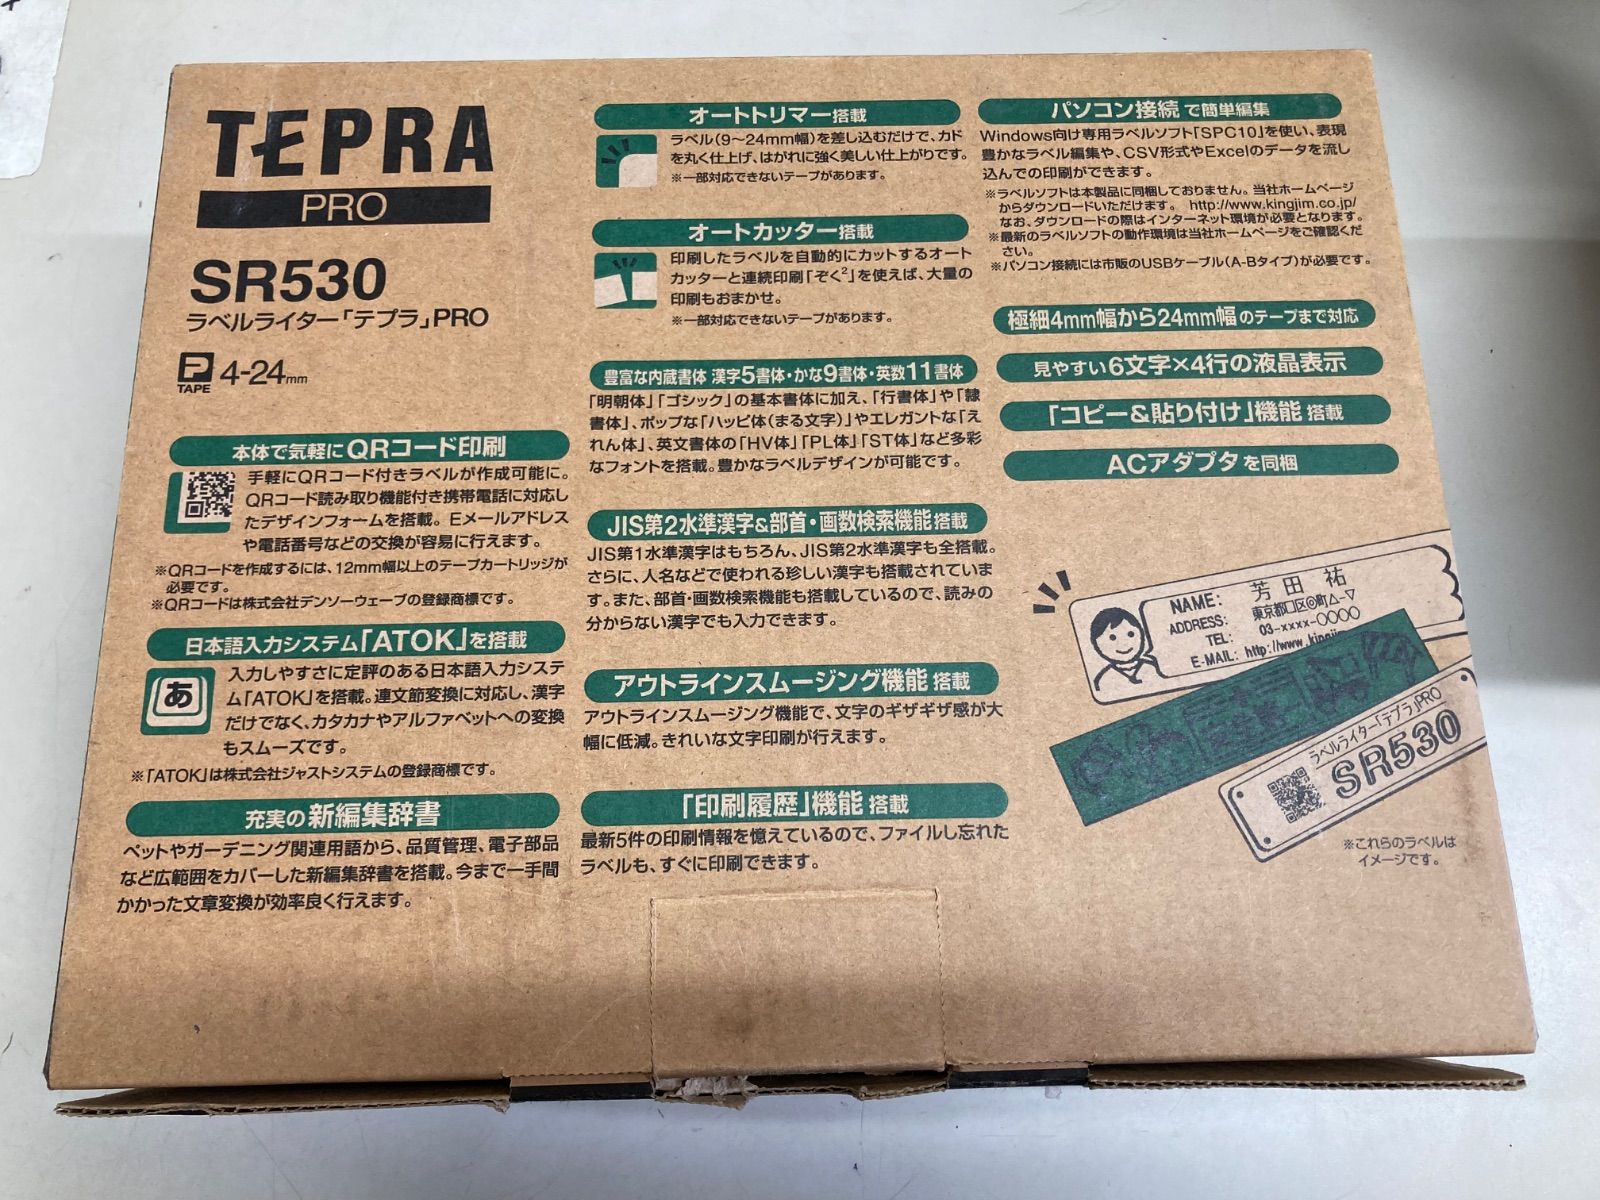 TEPRA
PRO
SR530
ラベルライター「テプラ」PRO
P
TAPE
4-24mm
本体で気軽にQRコード印刷
手軽にQRコード付きラベルが作成可能に。
QRコード読み取り機能付き携帯電話に対応し
たデザインフォームを搭載。Eメールアドレス
や電話番号などの交換が容易に行えます。
※QRコードを作成するには、12mm幅以上のテープカートリッジが
必要です。
※QRコードは株式会社デンソーウェーブの登録商標です。
日本語入力システム「ATOK」を搭載
あ
入力しやすさに定評のある日本語入力システ
ム「ATOK」を搭載。連文節変換に対応し、漢字
だけでなく、カタカナやアルファベットへの変換
もスムーズです。
※「ATOK」は株式会社ジャストシステムの登録商標です。
充実の新編集辞書
ペットやガーデニング関連用語から、品質管理、電子部品
など広範囲をカバーした新編集辞書を搭載。今まで一手間
かかった文章変換が効率良く行えます。
オートトリマー搭載
ラベル(9〜24mm幅)を差し込むだけで、カド
を丸く仕上げ、はがれに強く美しい仕上がりです。
※一部対応できないテープがあります。
オートカッター搭載
印刷したラベルを自動的にカットするオート
カッターと連続印刷「ぞく²」を使えば、大量の
印刷もおまかせ。
※一部対応できないテープがあります。
豊富な内蔵書体 漢字5書体・かな9書体・英数11書体
「明朝体」「ゴシック」の基本書体に加え、「行書体」や「隷
書体」、ポップな「ハッピ体(まる文字)」やエレガントな「え
れん体」、英文書体の「HV体」「PL体」「ST体」など多彩
なフォントを搭載。豊かなラベルデザインが可能です。
JIS第2水準漢字&部首・画数検索機能搭載
JIS第1水準漢字はもちろん、JIS第2水準漢字も全搭載。
さらに、人名などで使われる珍しい漢字も搭載されていま
す。また、部首・画数検索機能も搭載しているので、読みの
分からない漢字でも入力できます。
アウトラインスムージング機能搭載
アウトラインスムージング機能で、文字のギザギザ感が大
幅に低減。きれいな文字印刷が行えます。
「印刷履歴」機能搭載
最新5件の印刷情報を憶えているので、ファイルし忘れた
ラベルも、すぐに印刷できます。
パソコン接続で簡単編集
Windows向け専用ラベルソフト「SPC10」を使い、表現
豊かなラベル編集や、CSV形式やExcelのデータを流し
込んでの印刷ができます。
※ラベルソフトは本製品に同梱しておりません。当社ホームページ
からダウンロードいただけます。 http://www.kingjim.co.jp/
なお、ダウンロードの際はインターネット環境が必要となります。
※最新のラベルソフトの動作環境は当社ホームページをご確認くだ
さい。
※パソコン接続には市販のUSBケーブル(A-Bタイプ)が必要です。
極細4mm幅から24mm幅のテープまで対応
見やすい6文字×4行の液晶表示
「コピー&貼り付け」機能搭載
ACアダプタを同梱
NAME: 芳田 祐
ADDRESS: 東京都□区◎町△-▽
TEL: 03-xxxx-○○○○
E-MAIL: http://www.kingjim
ラベルライター「テプラ」PRO
SR530
※これらのラベルは
イメージです。